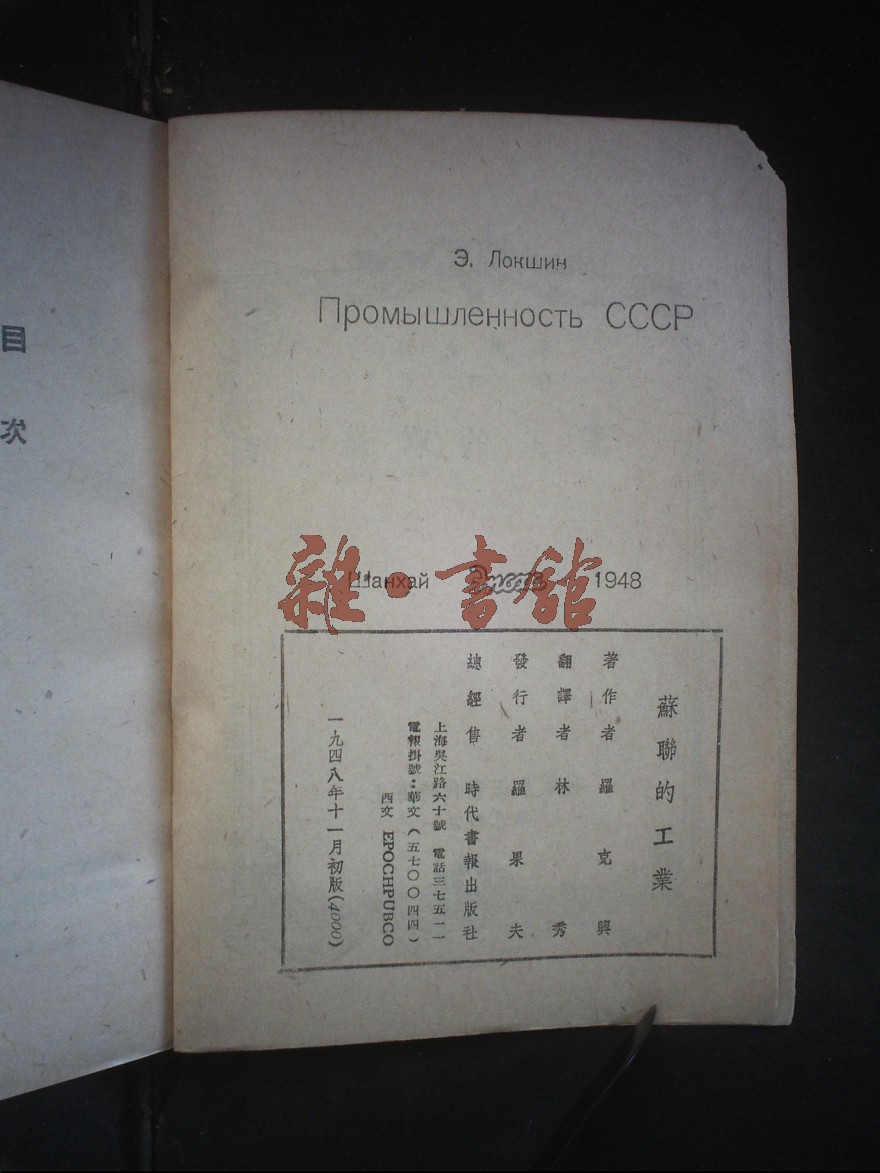 目次
Э. Локшин
Промышленность СССР
Шанхай Эпоха 1948
雜·書舘
蘇聯的工業
著作者 羅克興
翻譯者 林秀
發行者 羅果夫
總經售 時代書報出版社
上海吳江路六十號 電話三七五二一
電報掛號：華文（五七〇〇四四）
西文 EPOCHPUBCO
一九四八年十一月初版(4000)